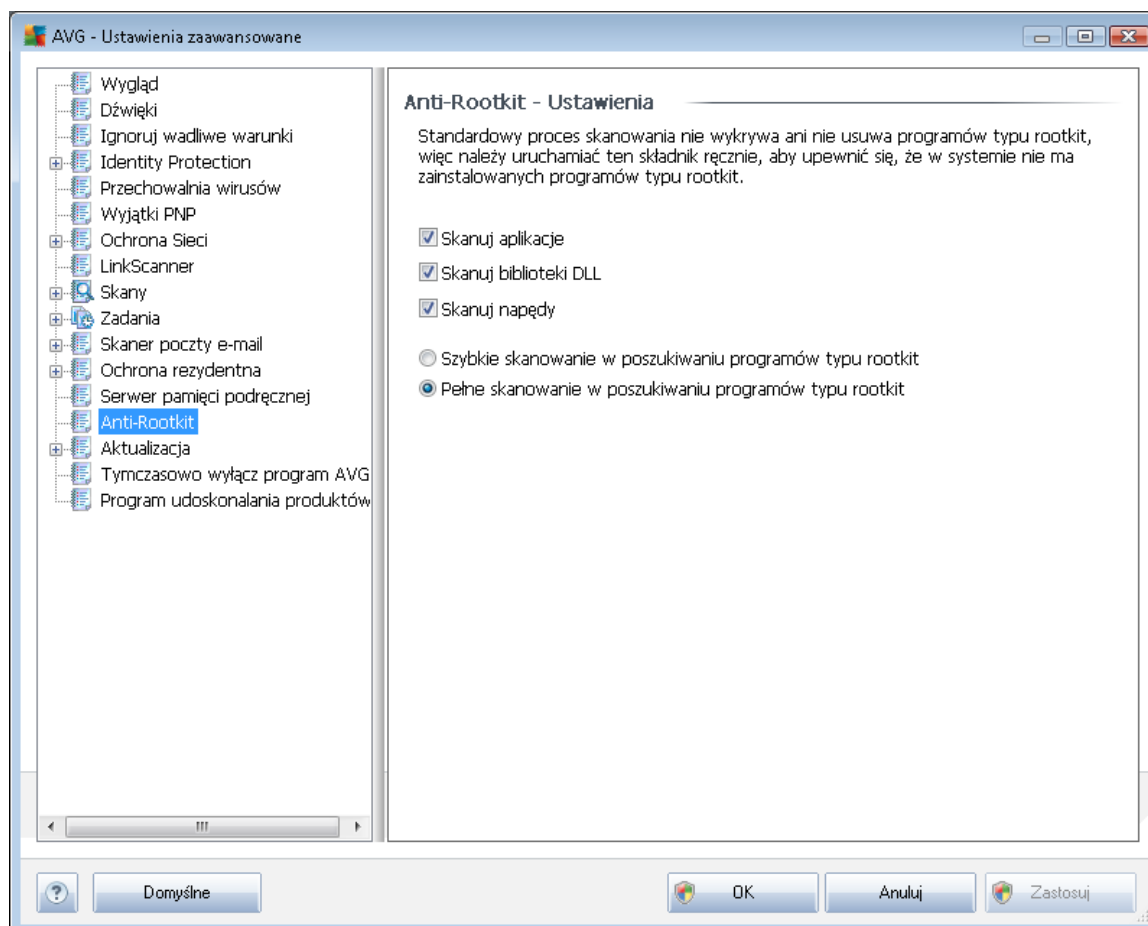 AVG - Ustawienia zaawansowane
Wygląd
Dźwięki
Ignoruj wadliwe warunki
Identity Protection
Przechowalnia wirusów
Wyjątki PNP
Ochrona Sieci
LinkScanner
Skany
Zadania
Skaner poczty e-mail
Ochrona rezydentna
Serwer pamięci podręcznej
Anti-Rootkit
Aktualizacja
Tymczasowo wyłącz program AVG
Program udoskonalania produktów
Anti-Rootkit - Ustawienia
Standardowy proces skanowania nie wykrywa ani nie usuwa programów typu rootkit,
więc należy uruchamiać ten składnik ręcznie, aby upewnić się, że w systemie nie ma
zainstalowanych programów typu rootkit.
Skanuj aplikacje
Skanuj biblioteki DLL
Skanuj napędy
Szybkie skanowanie w poszukiwaniu programów typu rootkit
Pełne skanowanie w poszukiwaniu programów typu rootkit
? Domyślne OK Anuluj Zastosuj